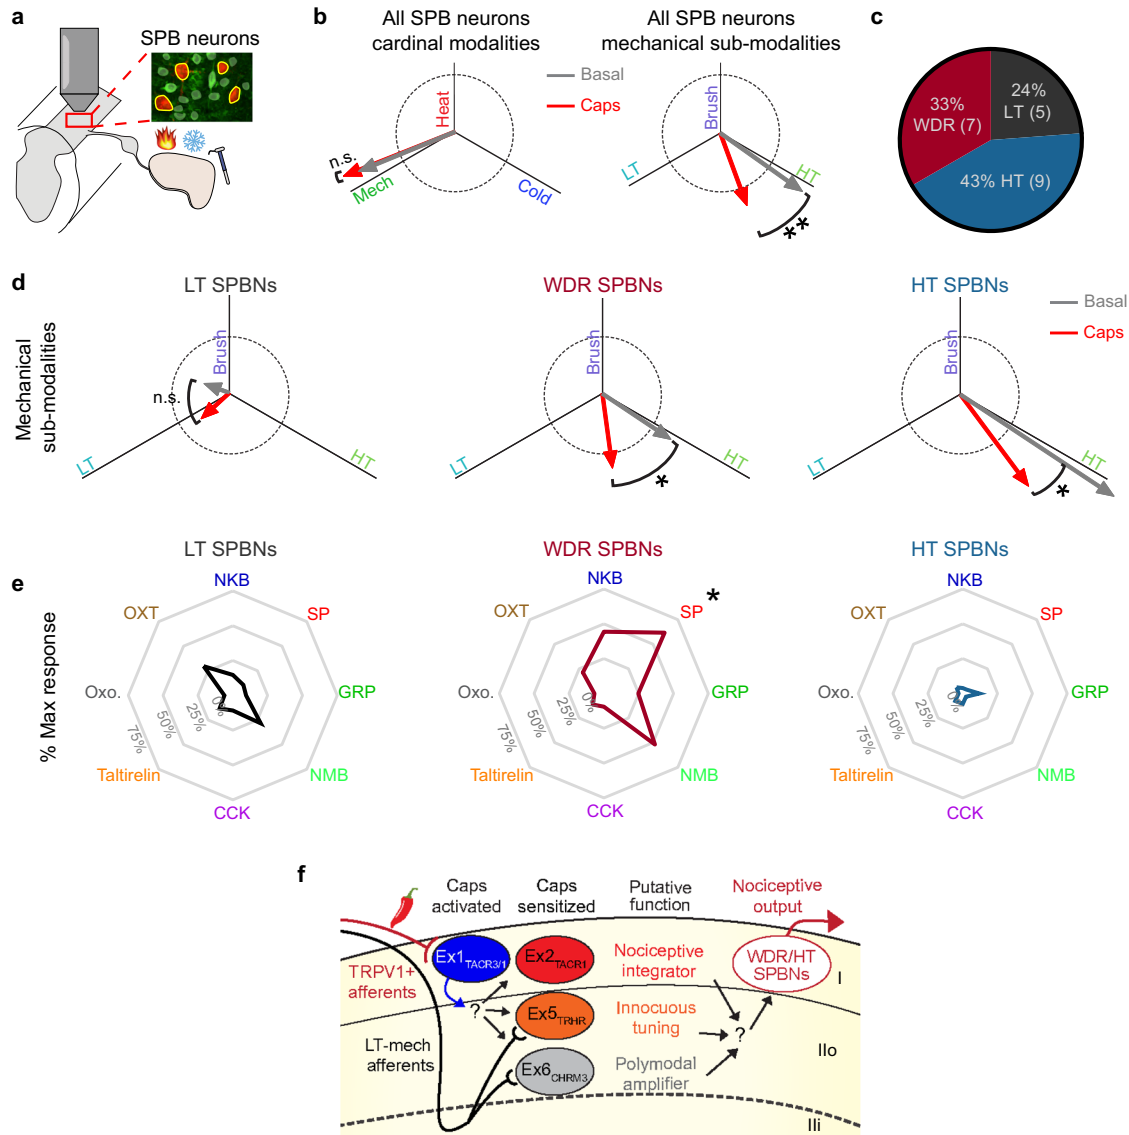 a
SPB neurons
b
All SPB neurons
cardinal modalities
Heat
Mech
Cold
n.s.
Basal
Caps
All SPB neurons
mechanical sub-modalities
Brush
LT
HT
**
c
33%
WDR (7)
24%
LT (5)
43% HT (9)
d
Mechanical
sub-modalities
LT SPBNs
Brush
n.s.
LT
HT
WDR SPBNs
Brush
LT
HT
*
HT SPBNs
Brush
LT
HT
*
Basal
Caps
e
% Max response
LT SPBNs
NKB
OXT
SP
Oxo.
GRP
0%
25%
50%
75%
Taltirelin
NMB
CCK
WDR SPBNs
NKB
OXT
SP
*
Oxo.
GRP
0%
25%
50%
75%
Taltirelin
NMB
CCK
HT SPBNs
NKB
OXT
SP
Oxo.
GRP
0%
25%
50%
75%
Taltirelin
NMB
CCK
f
Caps
activated
Caps
sensitized
Putative
function
Nociceptive
output
Ex1TACR3/1
Ex2TACR1
Nociceptive
integrator
WDR/HT
SPBNs
I
TRPV1+
afferents
?
Ex5TRHR
Innocuous
tuning
?
LT-mech
afferents
IIo
Ex6CHRM3
Polymodal
amplifier
IIi